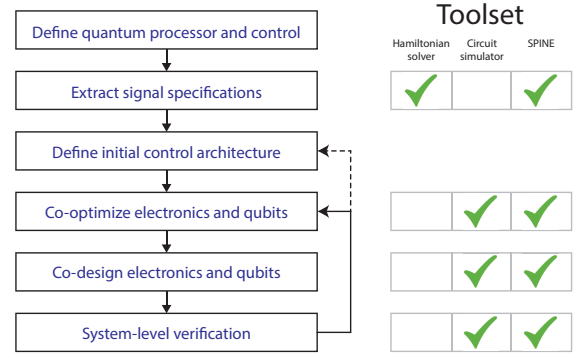 Toolset
Define quantum processor and control
Hamiltonian solver
Circuit simulator
SPINE
Extract signal specifications
Define initial control architecture
Co-optimize electronics and qubits
Co-design electronics and qubits
System-level verification